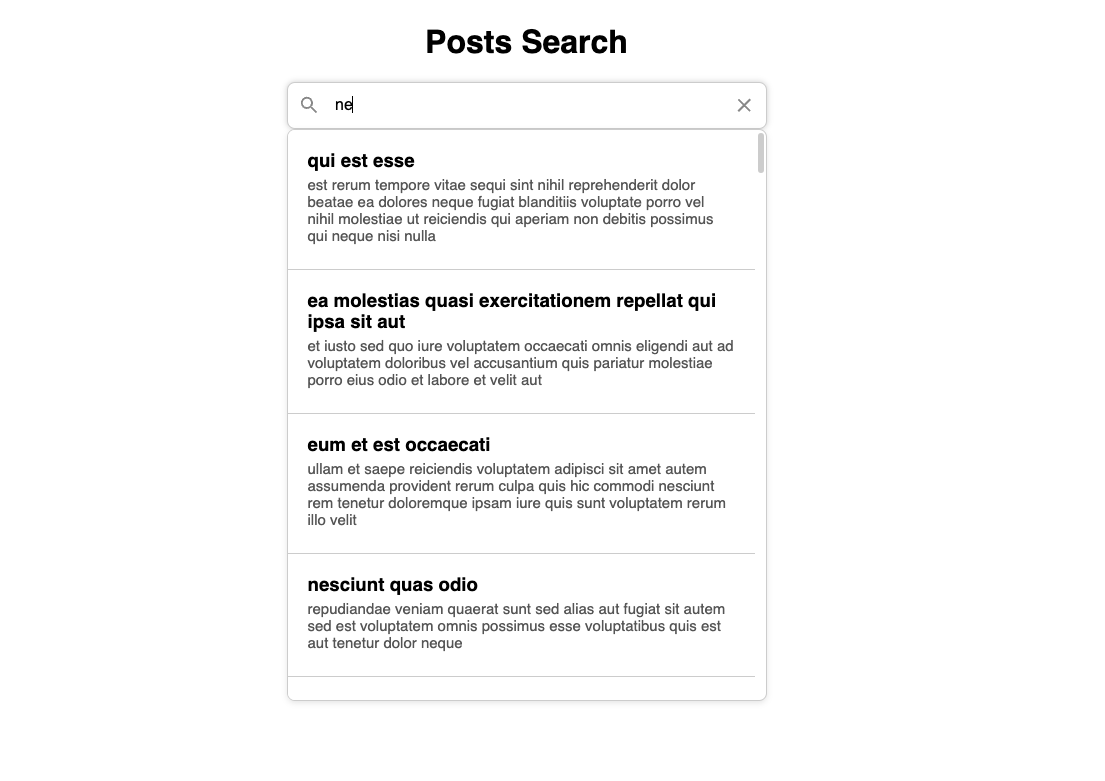 Posts Search
ne
qui est esse
est rerum tempore vitae sequi sint nihil reprehenderit dolor
beatae ea dolores neque fugiat blanditiis voluptate porro vel
nihil molestiae ut reiciendis qui aperiam non debitis possimus
qui neque nisi nulla
ea molestias quasi exercitationem repellat qui
ipsa sit aut
et iusto sed quo iure voluptatem occaecati omnis eligendi aut ad
voluptatem doloribus vel accusantium quis pariatur molestiae
porro eius odio et labore et velit aut
eum et est occaecati
ullam et saepe reiciendis voluptatem adipisci sit amet autem
assumenda provident rerum culpa quis hic commodi nesciunt
rem tenetur doloremque ipsam iure quis sunt voluptatem rerum
illo velit
nesciunt quas odio
repudiandae veniam quaerat sunt sed alias aut fugiat sit autem
sed est voluptatem omnis possimus esse voluptatibus quis est
aut tenetur dolor neque